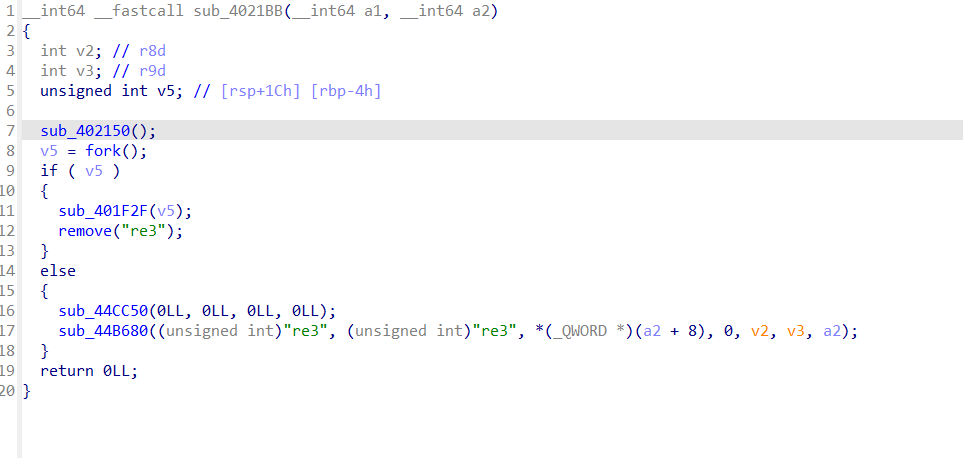 1 __int64 __fastcall sub_4021BB(__int64 a1, __int64 a2)
2 {
3 int v2; // r8d
4 int v3; // r9d
5 unsigned int v5; // [rsp+1Ch] [rbp-4h]
6
7 sub_402150();
8 v5 = fork();
9 if ( v5 )
10 {
11 sub_401F2F(v5);
12 remove("re3");
13 }
14 else
15 {
16 sub_44CC50(0LL, 0LL, 0LL, 0LL);
17 sub_44B680((unsigned int)"re3", (unsigned int)"re3", *(_QWORD *)(a2 + 8), 0, v2, v3, a2);
18 }
19 return 0LL;
20 }